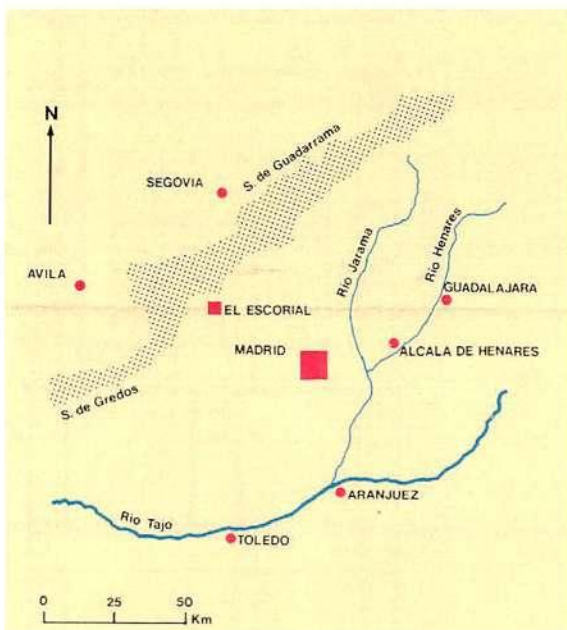 N
S. de Guadarrama
SEGOVIA
Rio Jarama
Rio Henares
AVILA
GUADALAJARA
EL ESCORIAL
MADRID
ALCALA DE HENARES
S. de Gredos
ARANJUEZ
Rio Tajo
TOLEDO
0 25 50
Km